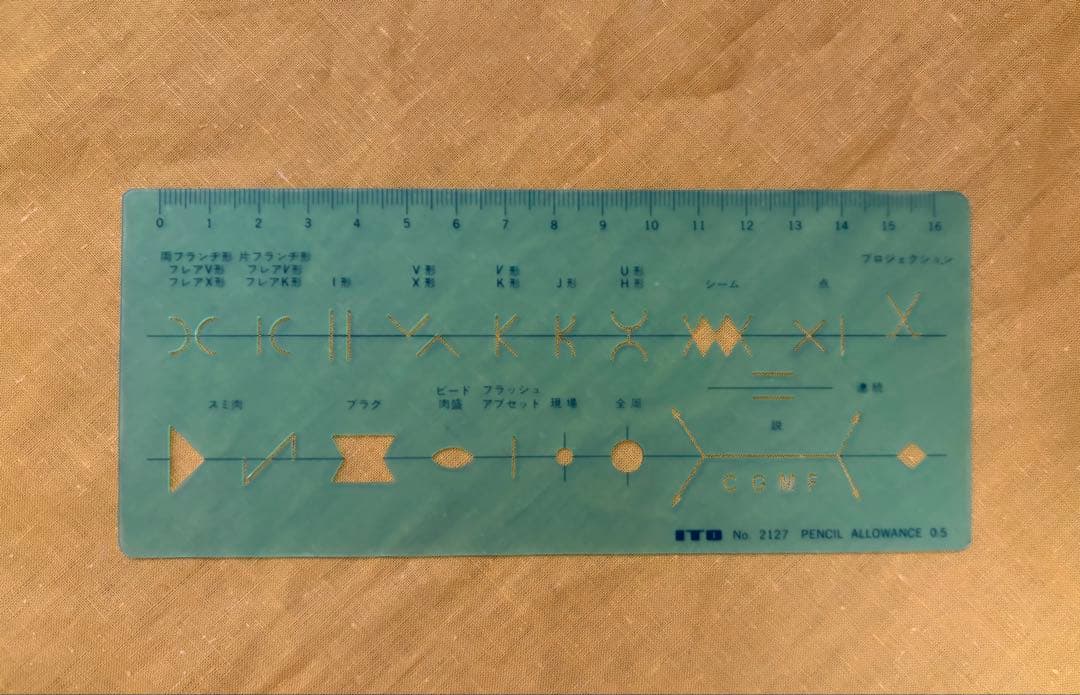 0 1 2 3 4 5 6 7 8 9 10 11 12 13 14 15 16
両フランチ形 片フランチ形 プロジェクション
フレアV形 フレアV形 V形 V形 U形
フレアX形 フレアK形 I形 X形 K形 J形 H形 シーム 点
連続
ビード フラッシュ
スミ肉 プラグ 肉盛 アプセット 現場 全周
説
C G M F
ITO No. 2127 PENCIL ALLOWANCE 0.5